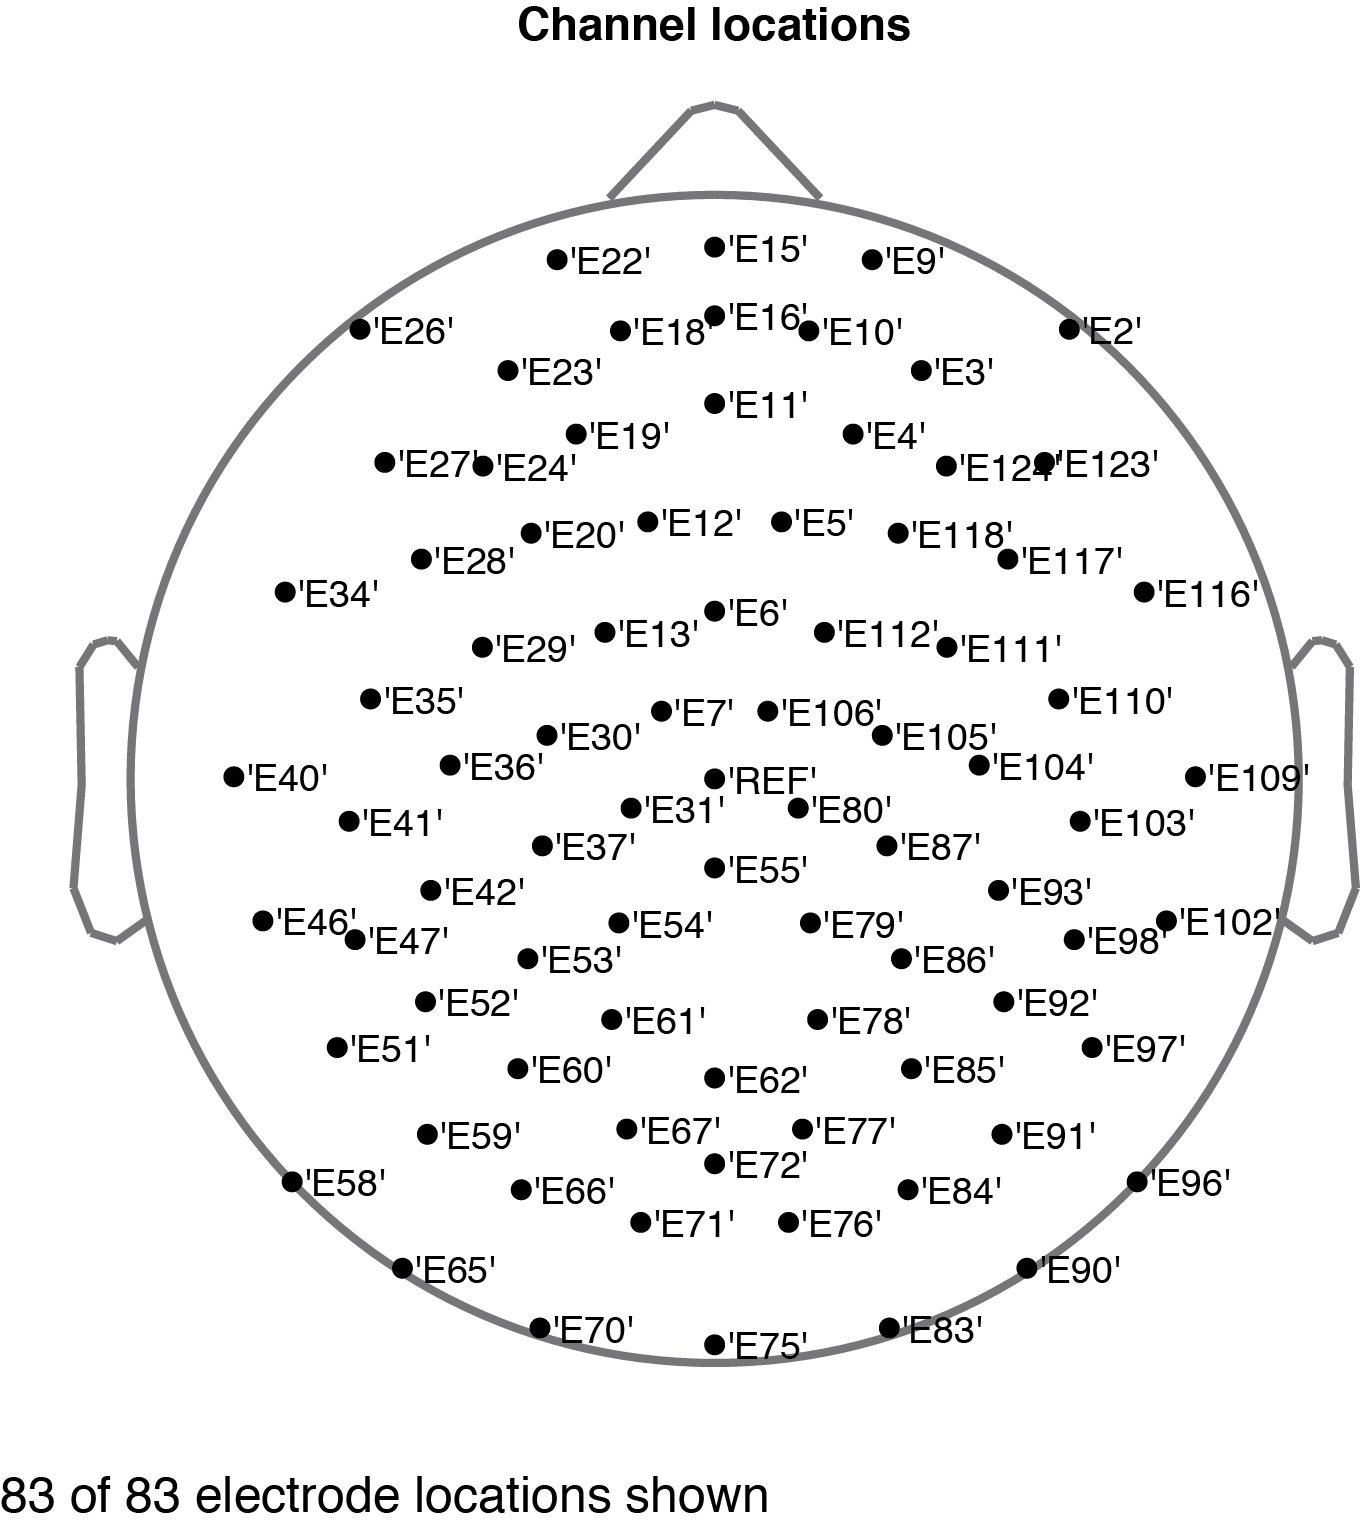 Channel locations
'E22' 'E15' 'E9'
'E26' 'E18' 'E16' 'E10' 'E2'
'E23' 'E3'
'E11'
'E19' 'E4'
'E27' 'E24' 'E124' 'E123'
'E20' 'E12' 'E5' 'E118'
'E28' 'E117'
'E34' 'E116'
'E6'
'E29' 'E13' 'E112' 'E111'
'E35' 'E7' 'E106' 'E110'
'E30' 'E105'
'E40' 'E36' 'REF' 'E104' 'E109'
'E41' 'E31' 'E80' 'E103'
'E37' 'E87'
'E55'
'E42' 'E93'
'E46' 'E47' 'E54' 'E79' 'E98' 'E102'
'E53' 'E86'
'E52' 'E61' 'E78' 'E92'
'E51' 'E97'
'E60' 'E62' 'E85'
'E59' 'E67' 'E77' 'E91'
'E72'
'E58' 'E66' 'E84' 'E96'
'E71' 'E76'
'E65' 'E90'
'E70' 'E75' 'E83'
83 of 83 electrode locations shown